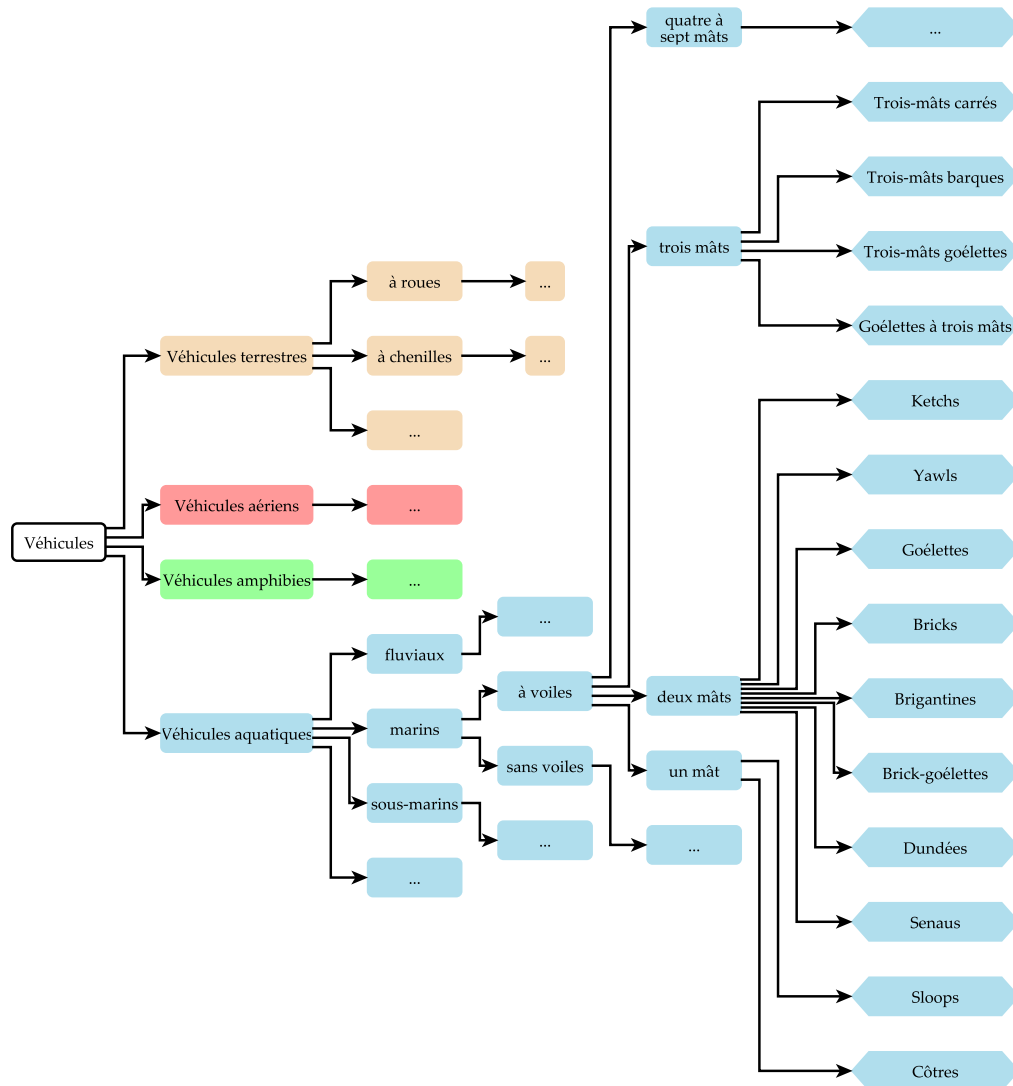 quatre à
sept mâts
...
Trois-mâts carrés
Trois-mâts barques
trois mâts
Trois-mâts goélettes
à roues
...
Goélettes à trois mâts
Véhicules terrestres
à chenilles
...
Ketchs
...
Yawls
Véhicules aériens
...
Véhicules
Goélettes
Véhicules amphibies
...
...
Bricks
fluviaux
à voiles
deux mâts
Brigantines
Véhicules aquatiques
marins
sans voiles
un mât
Brick-goélettes
sous-marins
...
...
Dundées
...
Senaus
Sloops
Côtres